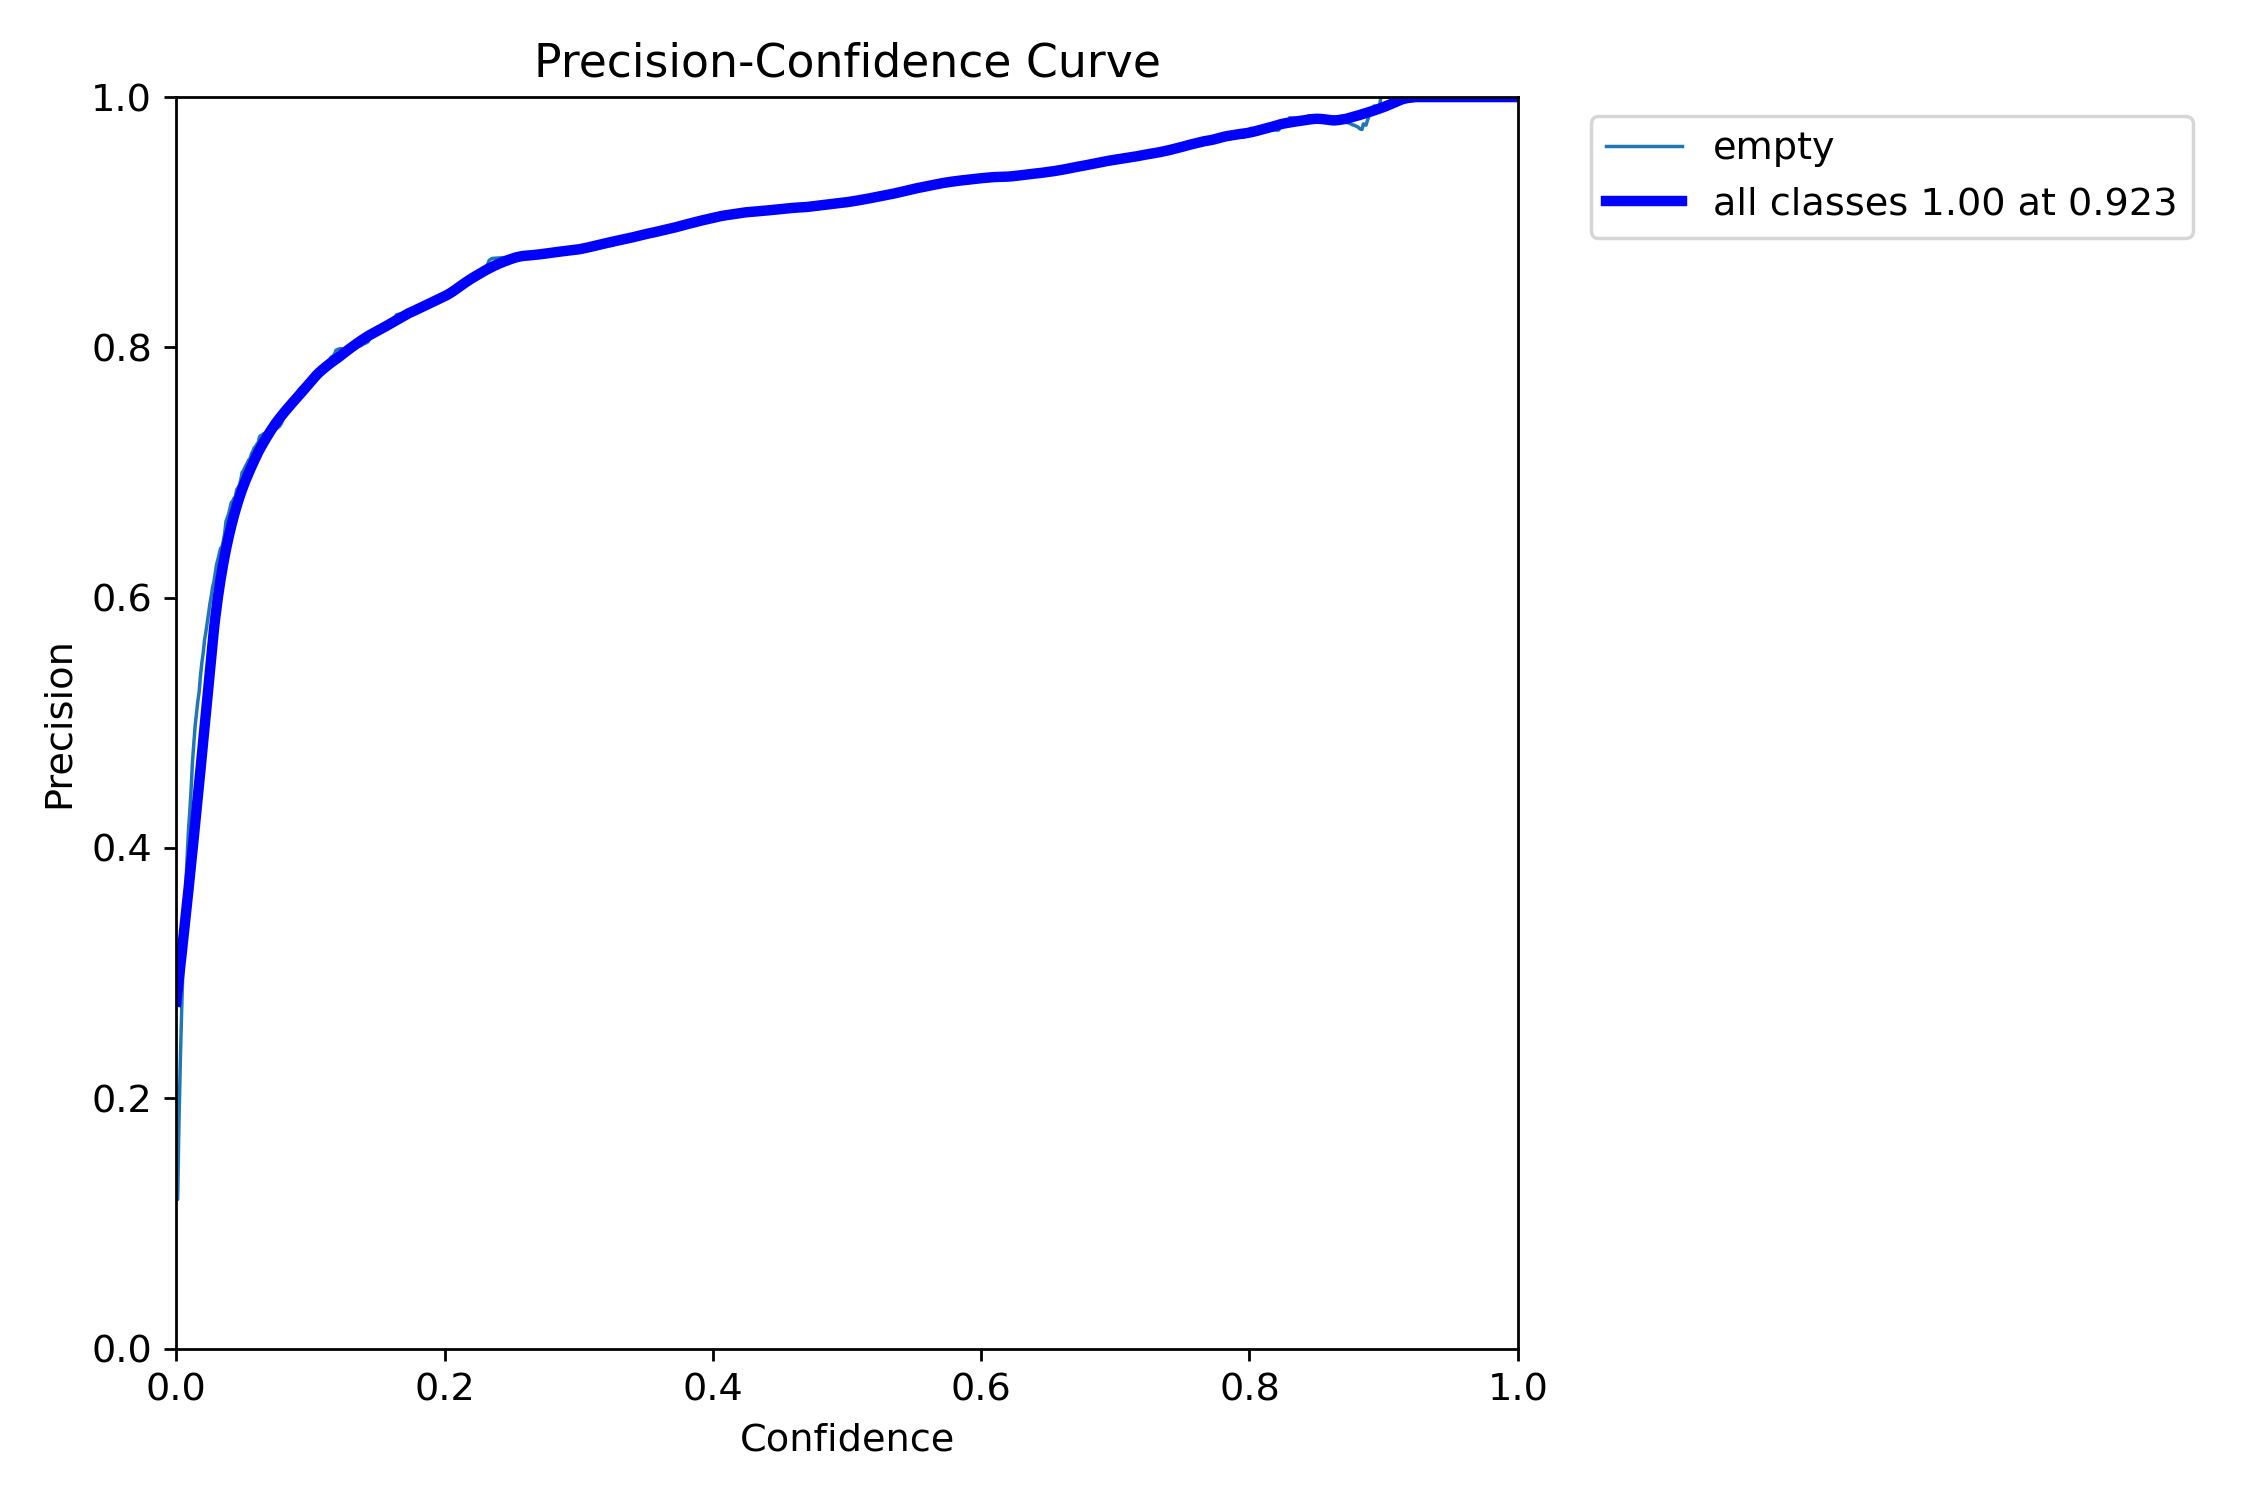 Precision-Confidence Curve
empty
all classes 1.00 at 0.923
1.0
0.8
0.6
0.4
0.2
0.0
Precision
0.0 0.2 0.4 0.6 0.8 1.0
Confidence